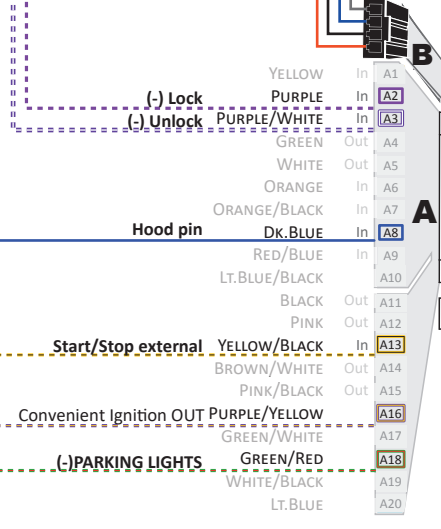 B
YELLOW In A1
(-) Lock PURPLE In A2
(-) Unlock PURPLE/WHITE In A3
GREEN Out A4
WHITE Out A5
ORANGE In A6
ORANGE/BLACK In A7
A
Hood pin DK.BLUE In A8
RED/BLUE In A9
LT.BLUE/BLACK A10
BLACK Out A11
PINK Out A12
Start/Stop external YELLOW/BLACK In A13
BROWN/WHITE Out A14
PINK/BLACK Out A15
Convenient Ignition OUT PURPLE/YELLOW A16
GREEN/WHITE A17
(-)PARKING LIGHTS GREEN/RED A18
WHITE/BLACK A19
LT.BLUE A20